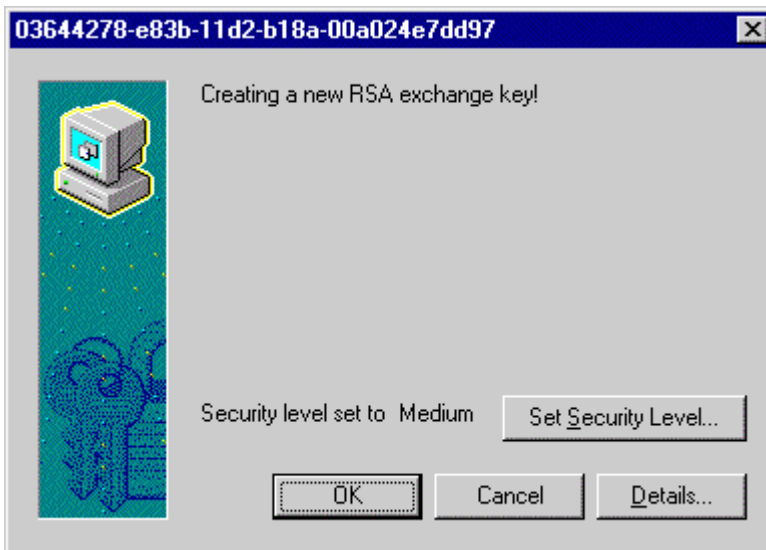 03644278-e83b-11d2-b18a-00a024e7dd97
Creating a new RSA exchange key!
Security level set to Medium
Set Security Level...
OK
Cancel
Details...